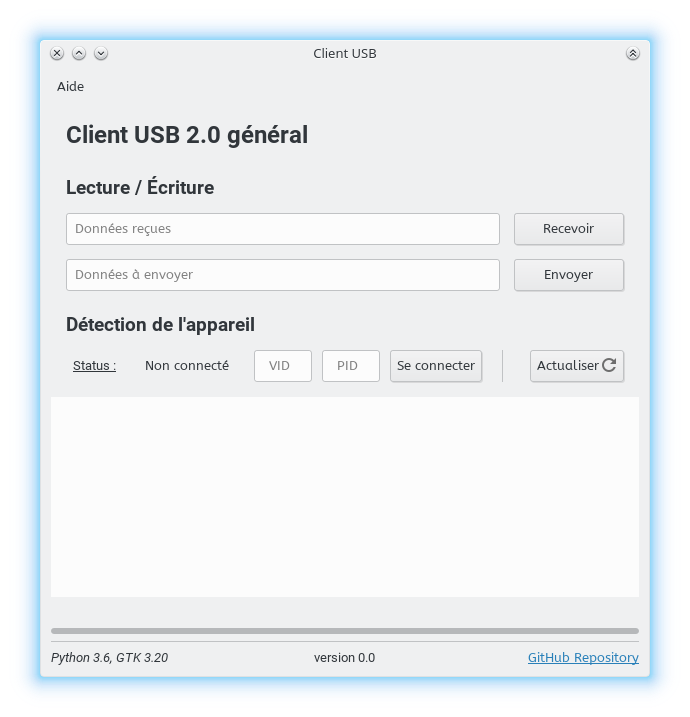 Client USB
Aide
Client USB 2.0 général
Lecture / Écriture
Données reçues Recevoir
Données à envoyer Envoyer
Détection de l'appareil
Status : Non connecté VID PID Se connecter Actualiser
Python 3.6, GTK 3.20 version 0.0 GitHub Repository